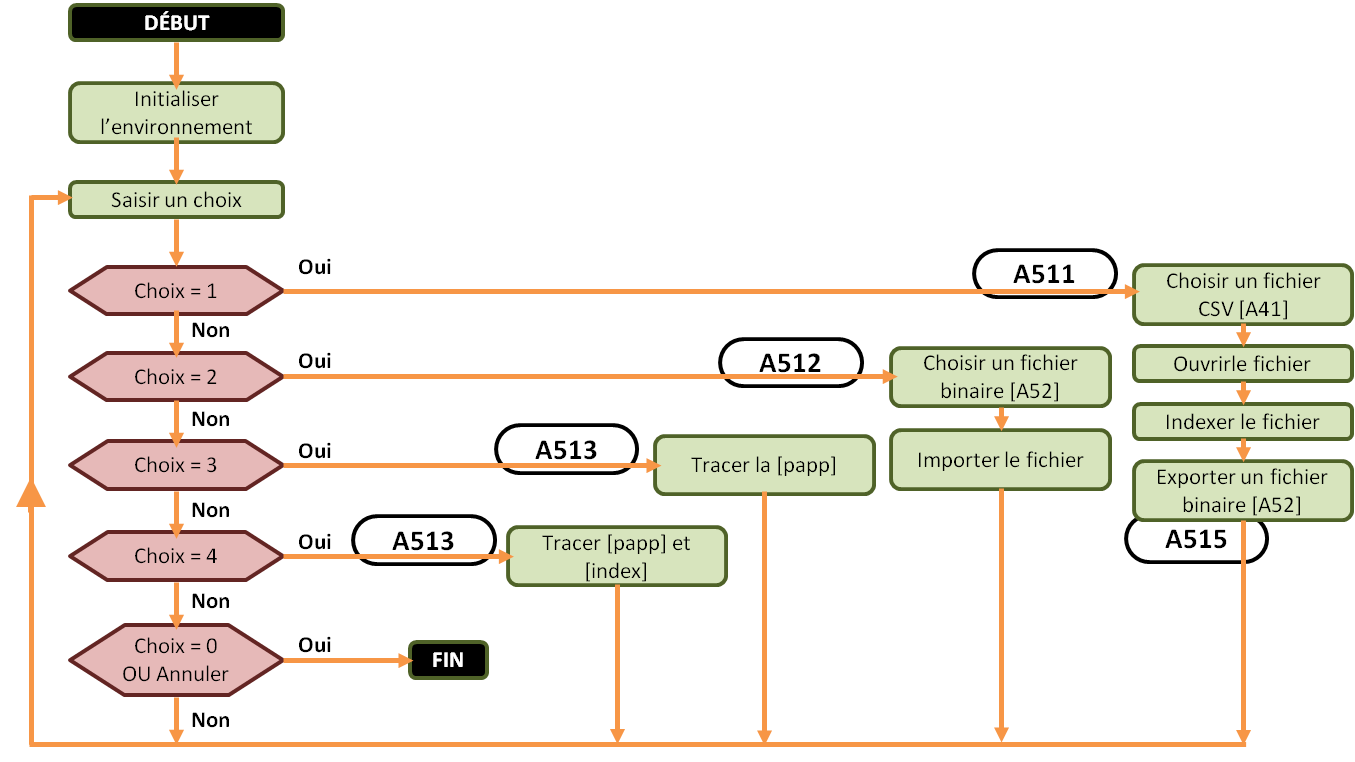 DÉBUT
Initialiser
l'environnement
Saisir un choix
Choix = 1
Oui
A511
Choisir un fichier
CSV [A41]
Ouvrirle fichier
Indexer le fichier
Exporter un fichier
binaire [A52]
A515
Non
Choix = 2
Oui
A512
Choisir un fichier
binaire [A52]
Importer le fichier
Non
Choix = 3
Oui
A513
Tracer la [papp]
Non
Choix = 4
Oui
A513
Tracer [papp] et
[index]
Non
Choix = 0
OU Annuler
Oui
FIN
Non